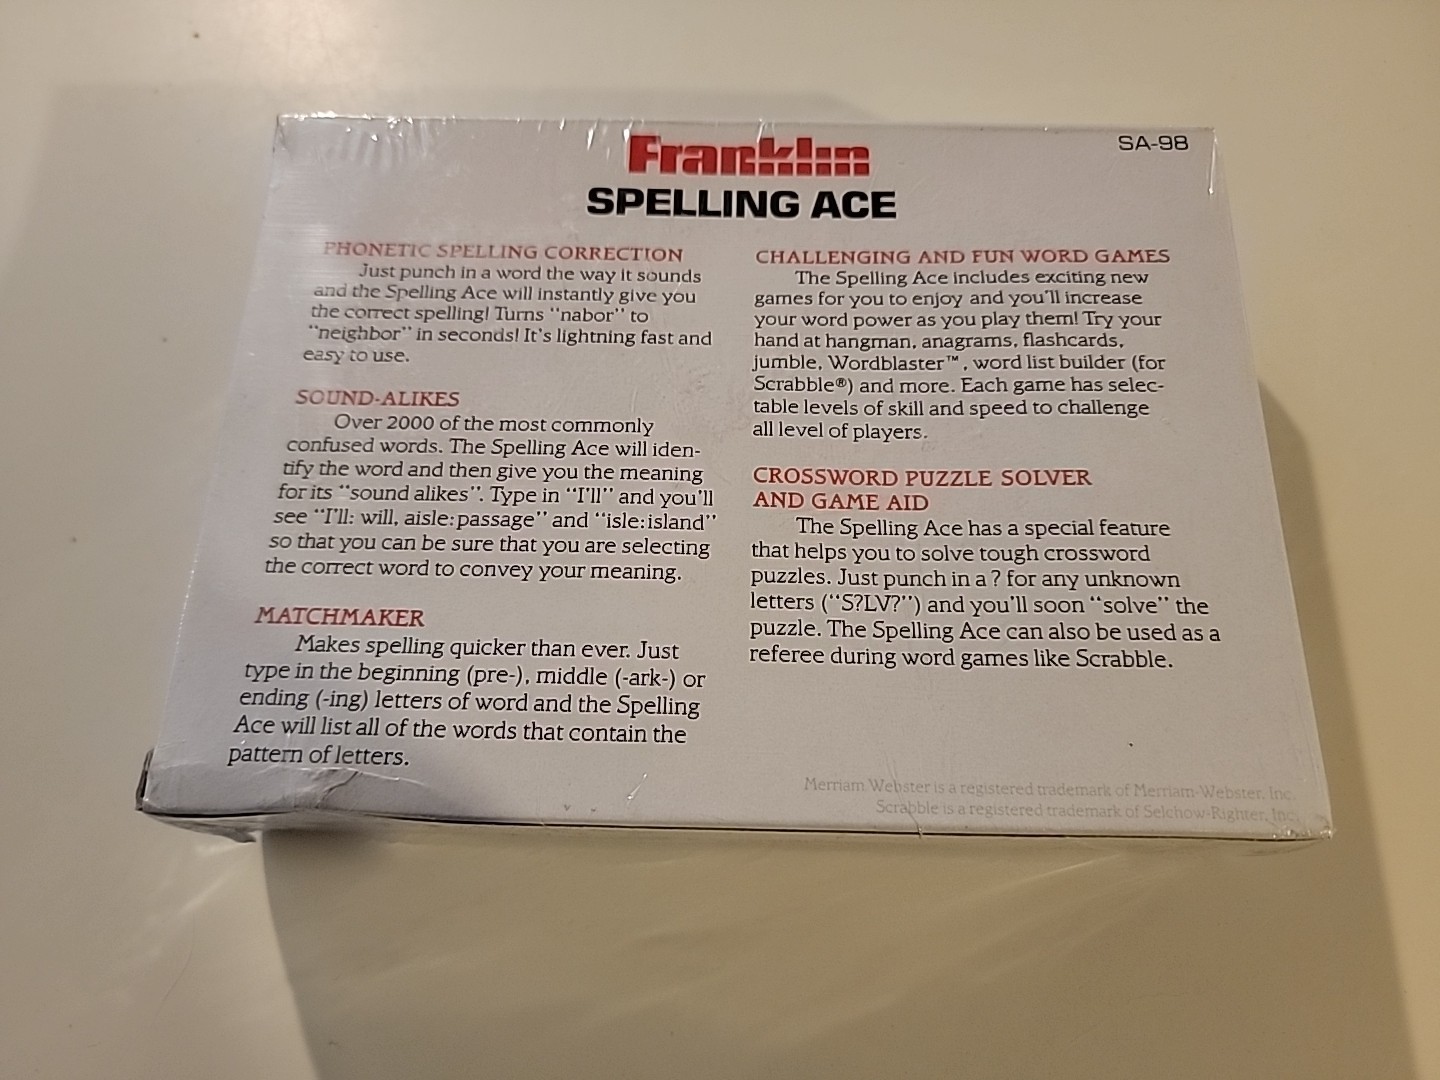 Franklin
SA-98
SPELLING ACE
PHONETIC SPELLING CORRECTION
Just punch in a word the way it sounds
and the Spelling Ace will instantly give you
the correct spelling! Turns "nabor" to
"neighbor" in seconds! It's lightning fast and
easy to use.
SOUND-ALIKES
Over 2000 of the most commonly
confused words. The Spelling Ace will iden-
tify the word and then give you the meaning
for its "sound alikes". Type in "I'll" and you'll
see "I'll: will, aisle:passage" and "isle:island"
so that you can be sure that you are selecting
the correct word to convey your meaning.
MATCHMAKER
Makes spelling quicker than ever. Just
type in the beginning (pre-), middle (-ark-) or
ending (-ing) letters of word and the Spelling
Ace will list all of the words that contain the
pattern of letters.
CHALLENGING AND FUN WORD GAMES
The Spelling Ace includes exciting new
games for you to enjoy and you'll increase
your word power as you play them! Try your
hand at hangman, anagrams, flashcards,
jumble, Wordblaster™, word list builder (for
Scrabble®) and more. Each game has selec-
table levels of skill and speed to challenge
all level of players.
CROSSWORD PUZZLE SOLVER
AND GAME AID
The Spelling Ace has a special feature
that helps you to solve tough crossword
puzzles. Just punch in a ? for any unknown
letters ("S?LV?") and you'll soon "solve" the
puzzle. The Spelling Ace can also be used as a
referee during word games like Scrabble.
Merriam Webster is a registered trademark of Merriam-Webster, Inc.
Scrabble is a registered trademark of Selchow-Righter, Inc.